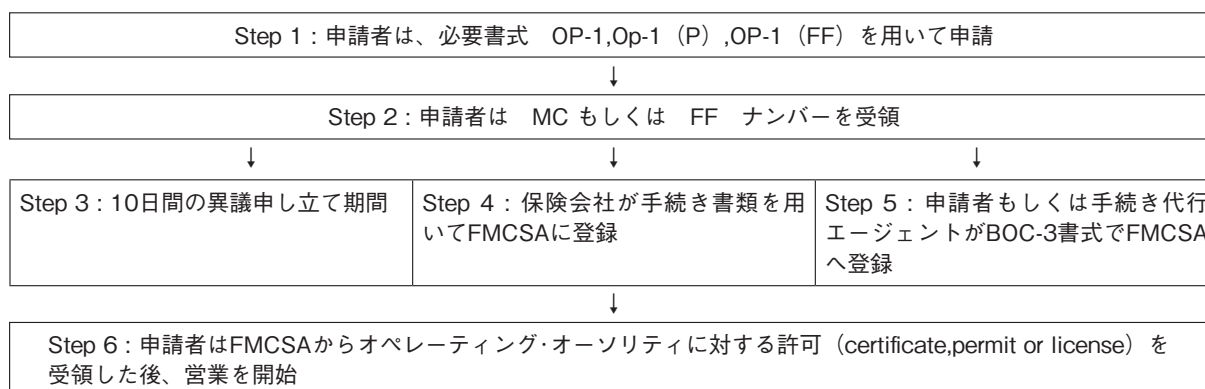 Step 1：申請者は、必要書式　OP-1,Op-1（P）,OP-1（FF）を用いて申請
↓
Step 2：申請者は　MC もしくは　FF　ナンバーを受領
↓ ↓ ↓
Step 3：10日間の異議申し立て期間
Step 4：保険会社が手続き書類を用
いてFMCSAに登録
Step 5：申請者もしくは手続き代行
エージェントがBOC-3書式でFMCSA
へ登録
↓
Step 6：申請者はFMCSAからオペレーティング・オーソリティに対する許可（certificate,permit or license）を
受領した後、営業を開始